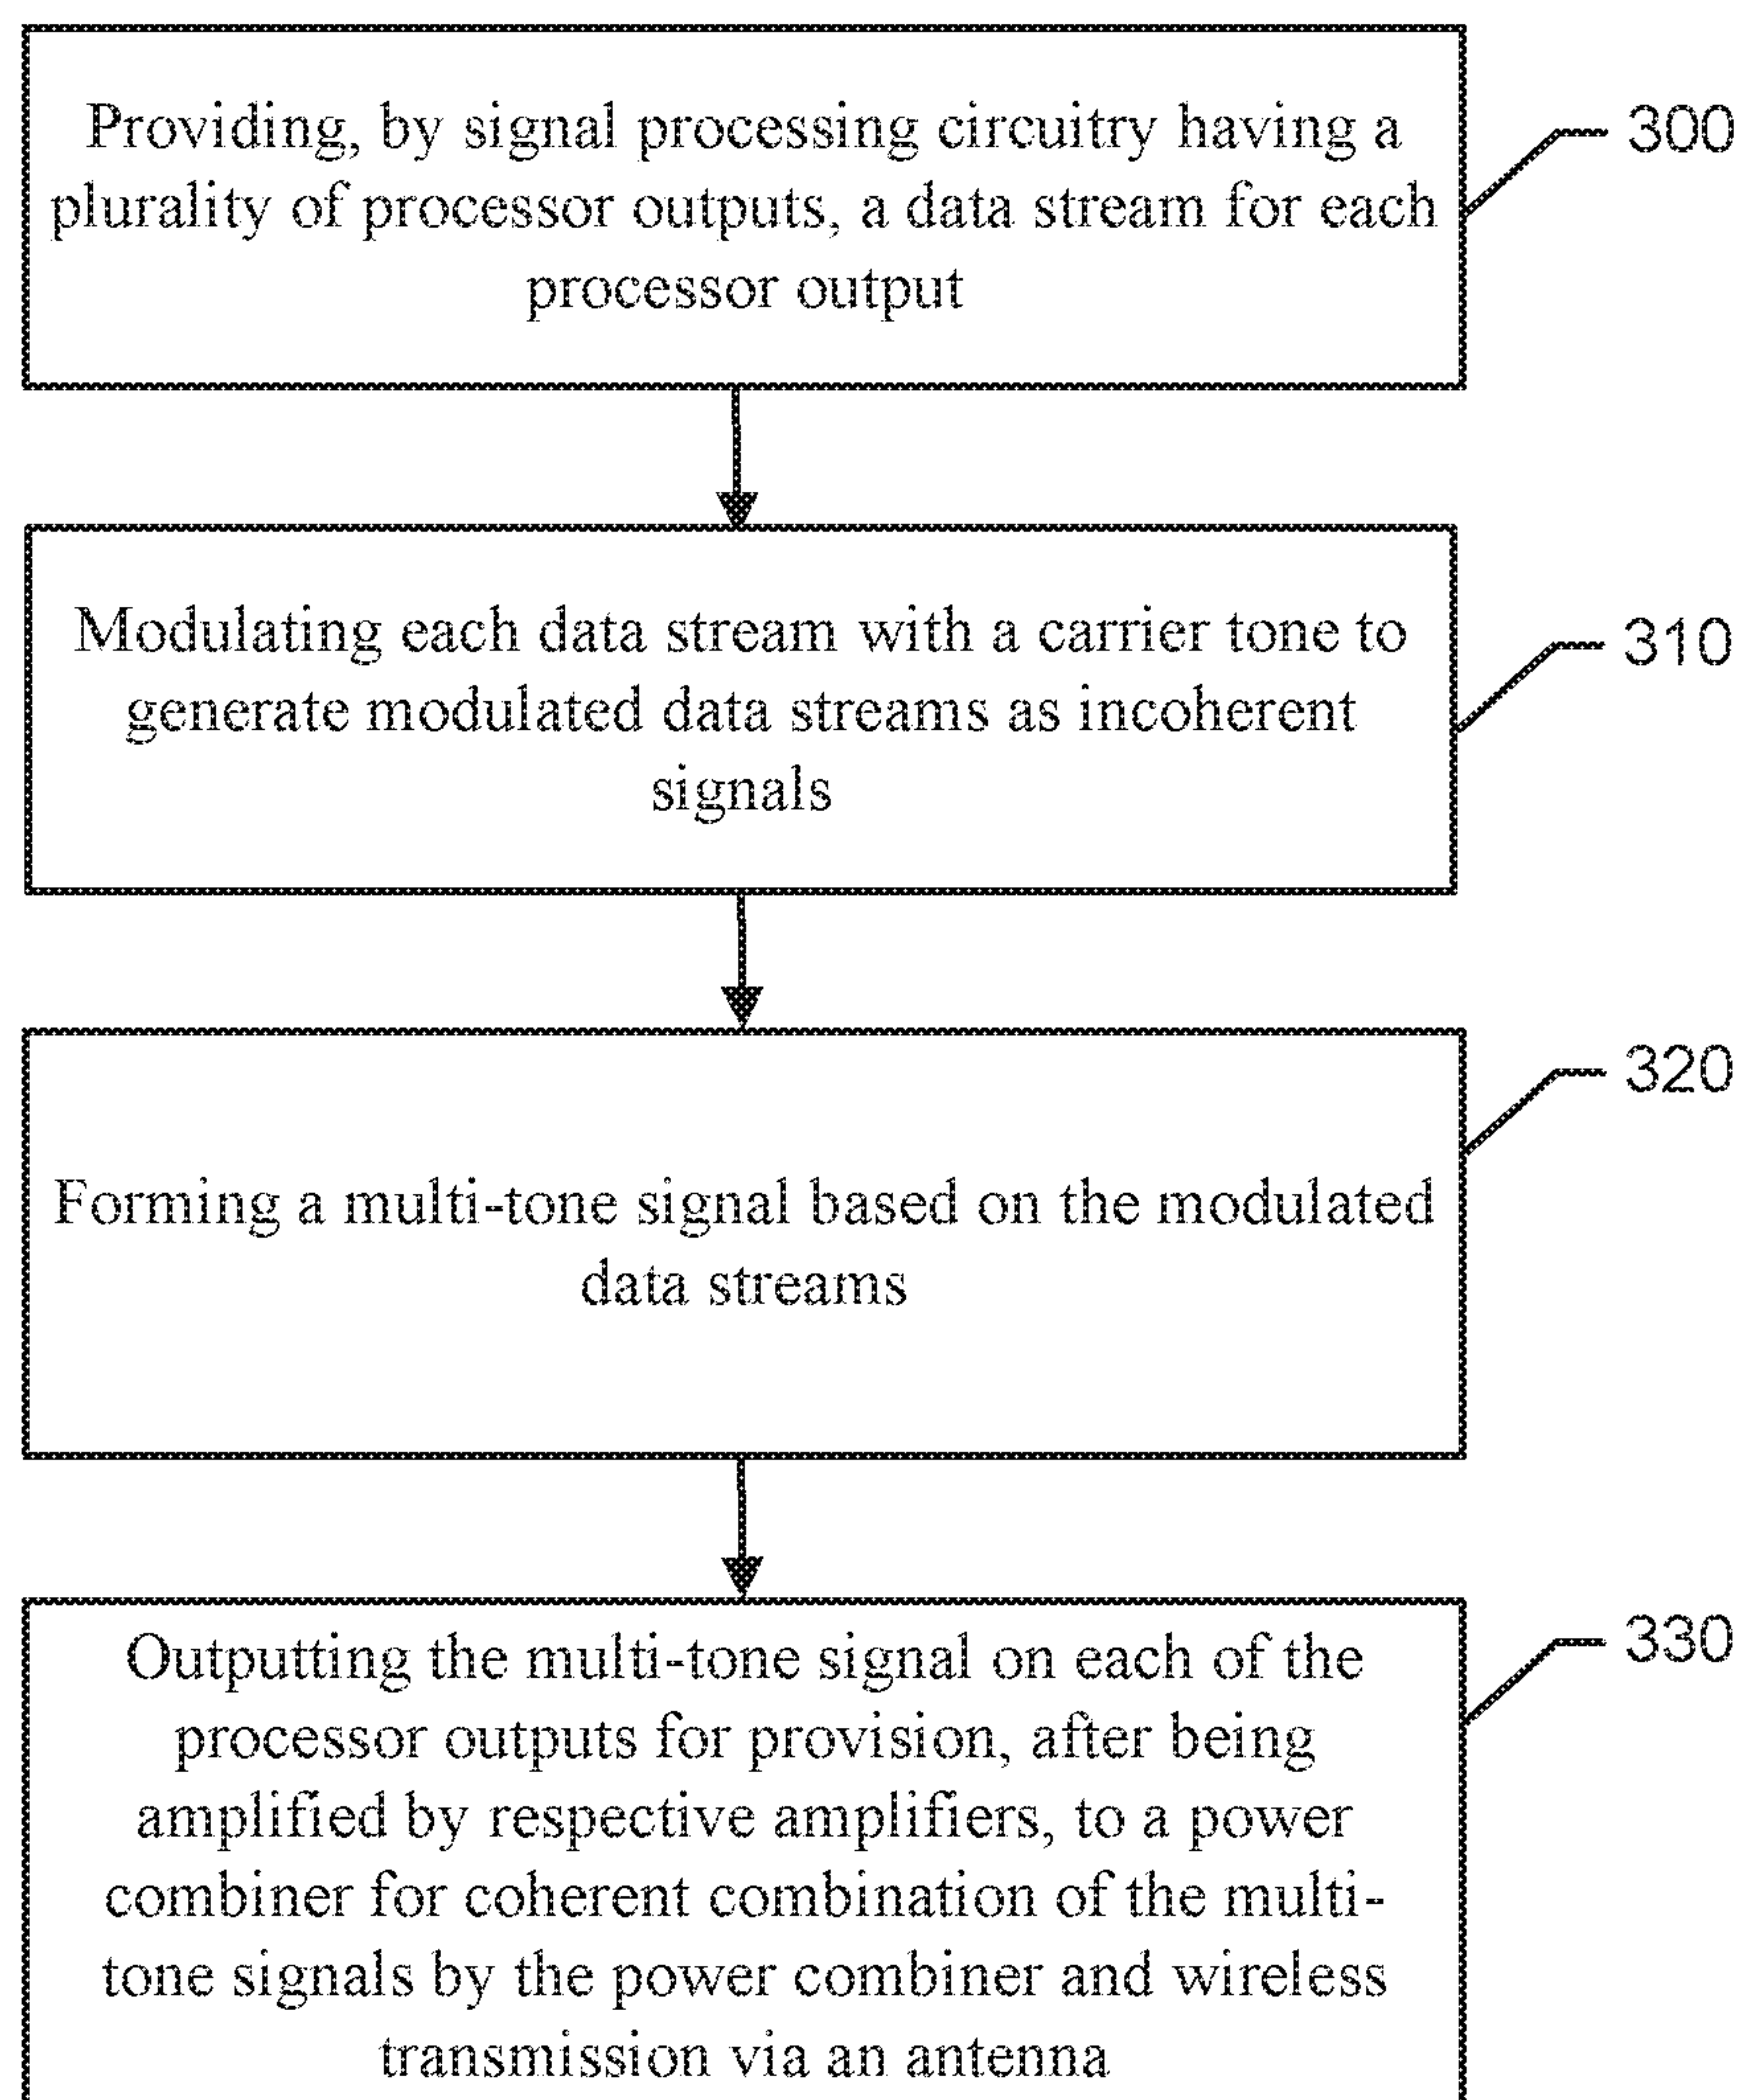 Providing, by signal processing circuitry having a
plurality of processor outputs, a data stream for each
processor output
300
Modulating each data stream with a carrier tone to
generate modulated data streams as incoherent
signals
310
Forming a multi-tone signal based on the modulated
data streams
320
Outputting the multi-tone signal on each of the
processor outputs for provision, after being
amplified by respective amplifiers, to a power
combiner for coherent combination of the multi-
tone signals by the power combiner and wireless
transmission via an antenna
330